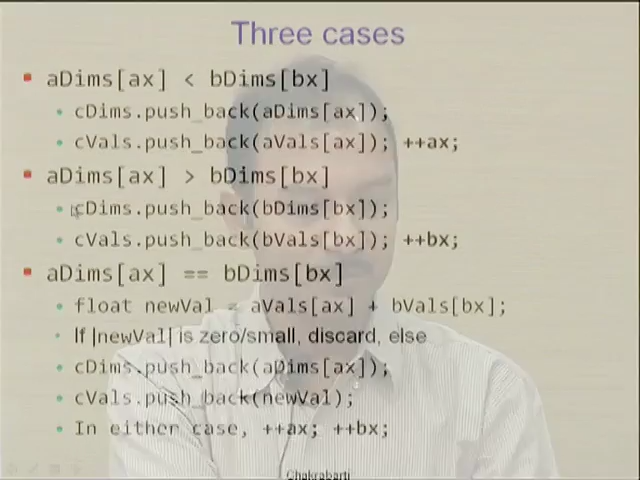 Three cases
aDims[ax] < bDims[bx]
cDims.push_back(aDims[ax]);
cVals.push_back(aVals[ax]); ++ax;
aDims[ax] > bDims[bx]
cDims.push_back(bDims[bx]);
cVals.push_back(bVals[bx]); ++bx;
aDims[ax] == bDims[bx]
float newVal = aVals[ax] + bVals[bx];
If |newVal| is zero/small, discard, else
cDims.push_back(aDims[ax]);
cVals.push_back(newVal);
In either case, ++ax; ++bx;
Chakrabarti